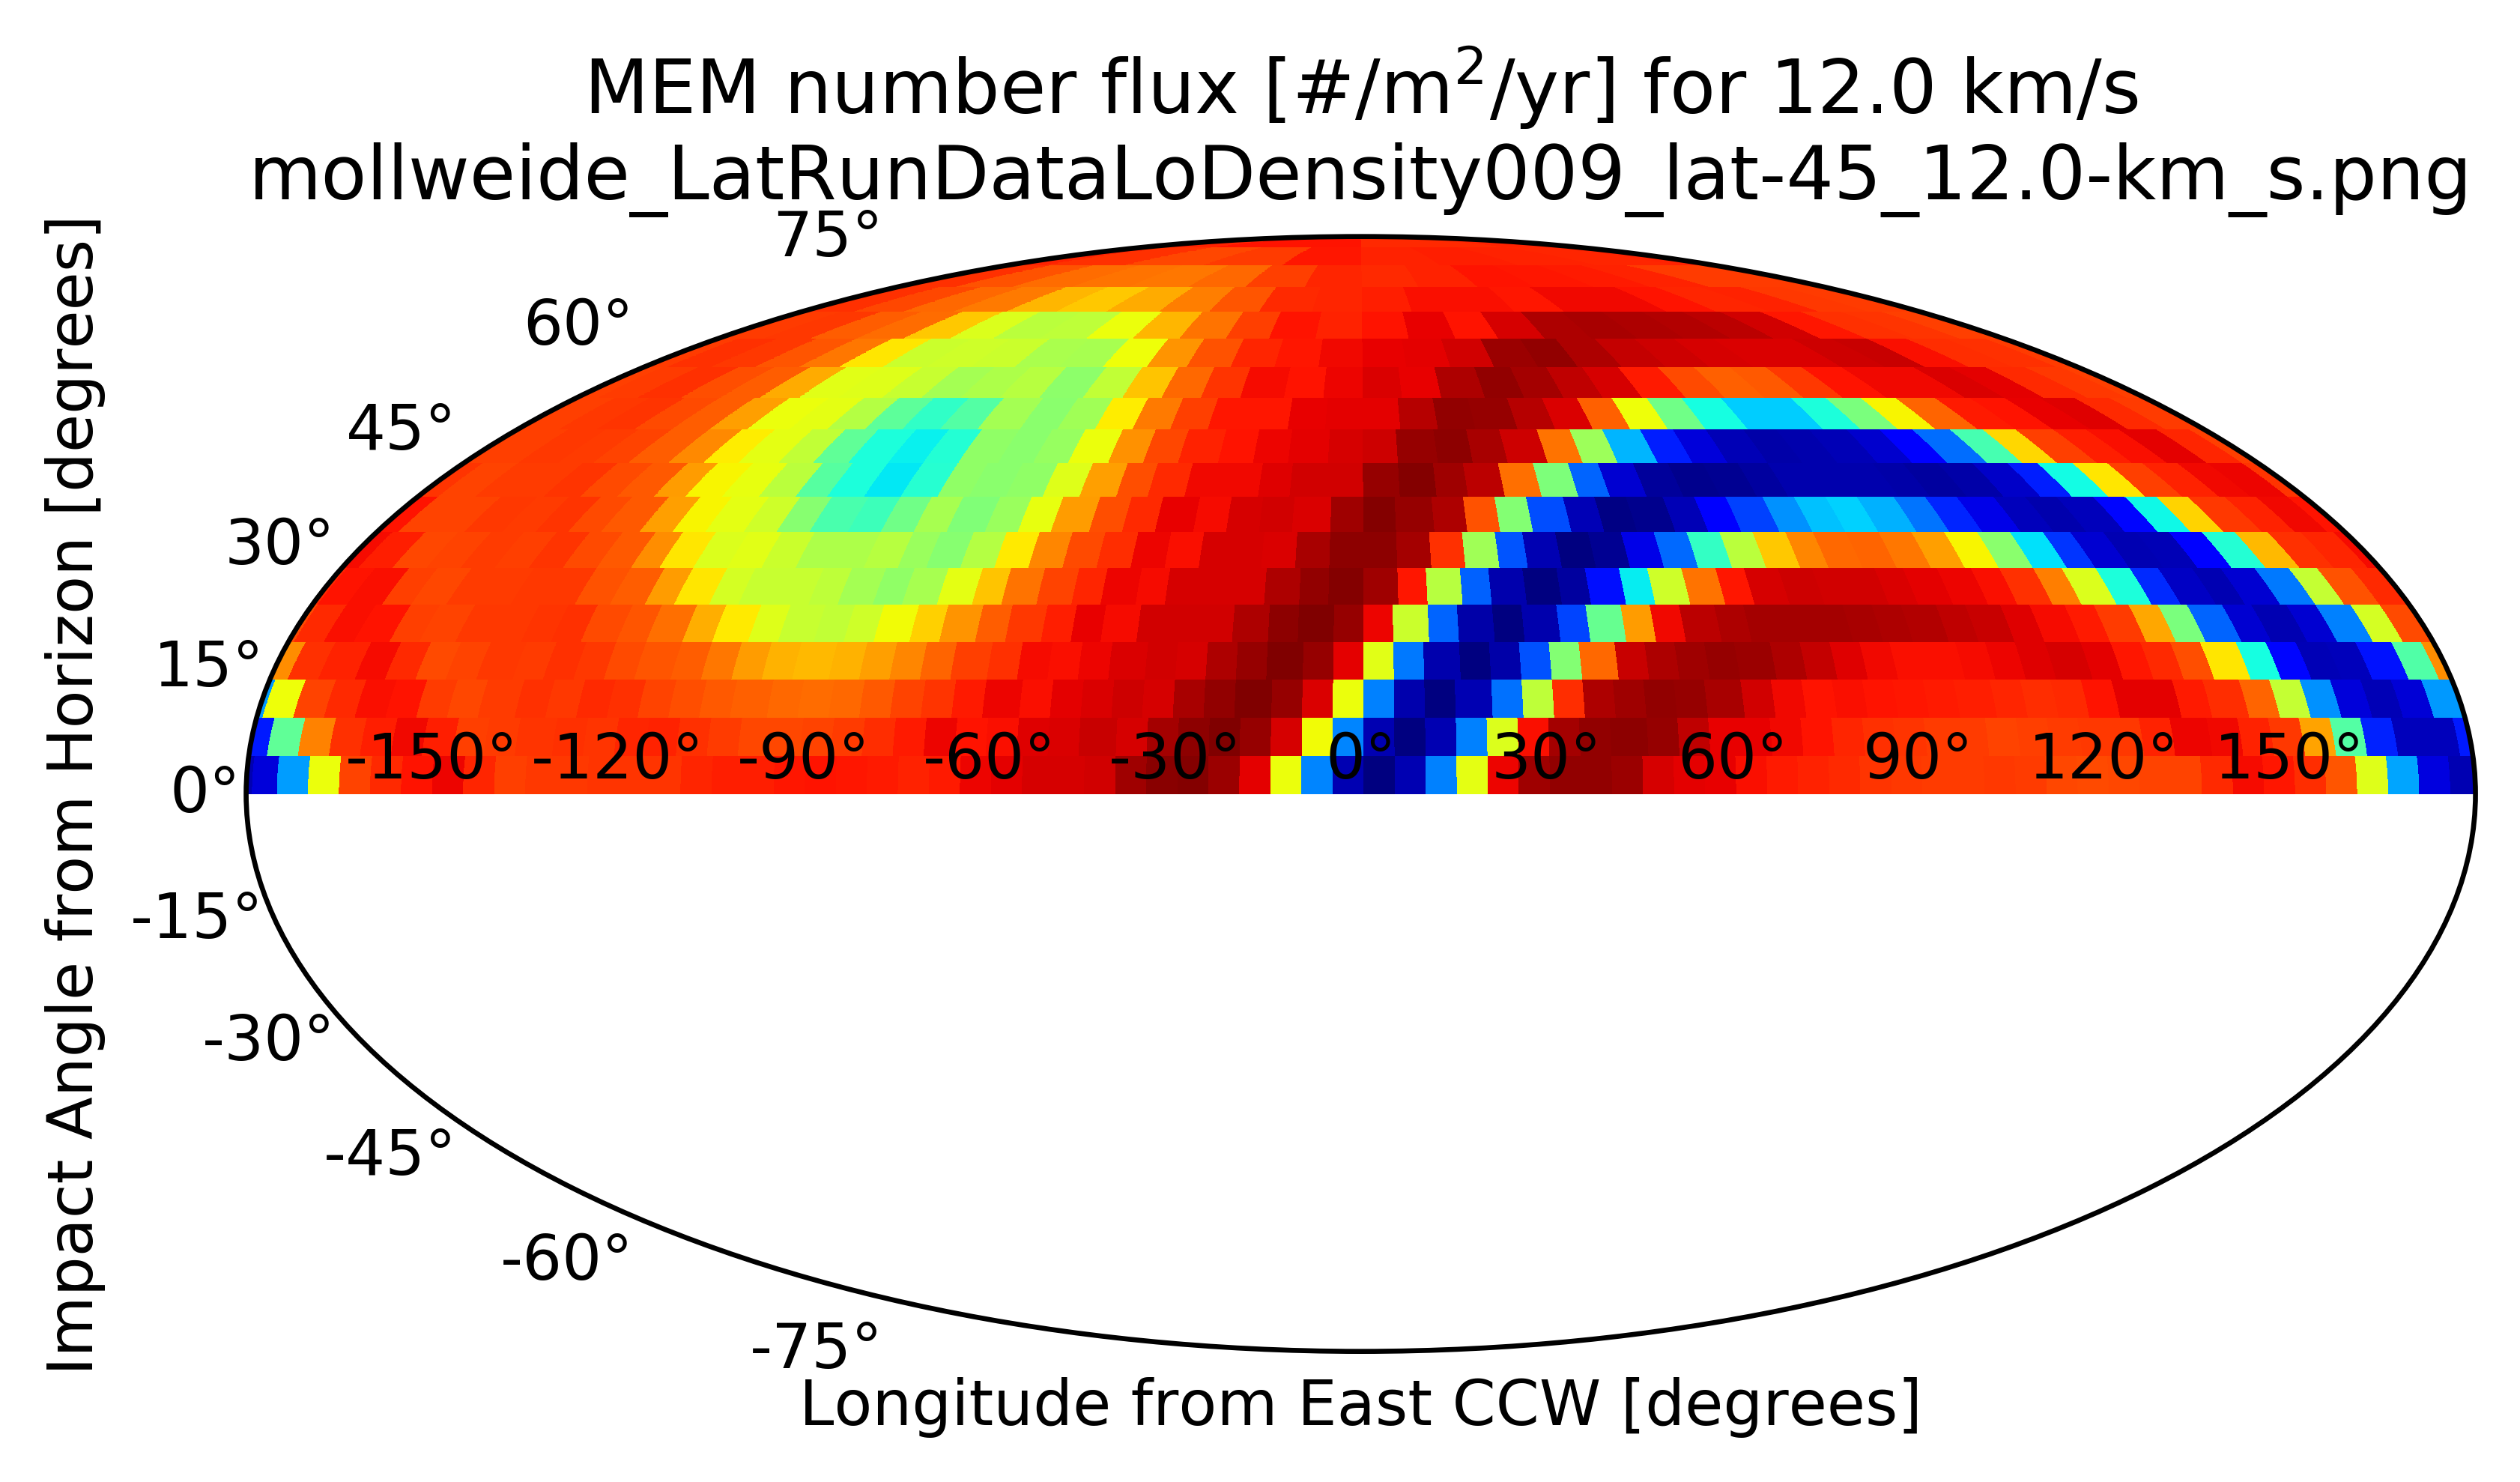 MEM number flux [#/m²/yr] for 12.0 km/s
mollweide_LatRunDataLoDensity009_lat-45_12.0-km_s.png
75°
60°
45°
30°
15°
0°
-15°
-30°
-45°
-60°
-75°
-150° -120° -90° -60° -30° 0° 30° 60° 90° 120° 150°
Impact Angle from Horizon [degrees]
Longitude from East CCW [degrees]